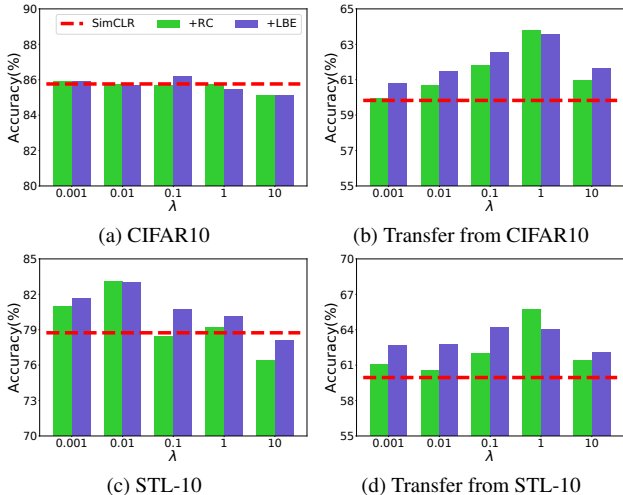 SimCLR +RC +LBE
Accuracy(%)
90
88
86
84
82
80
0.001 0.01 0.1 1 10
λ
(a) CIFAR10
Accuracy(%)
65
63
61
59
57
55
0.001 0.01 0.1 1 10
λ
(b) Transfer from CIFAR10
Accuracy(%)
85
82
79
76
73
70
0.001 0.01 0.1 1 10
λ
(c) STL-10
Accuracy(%)
70
67
64
61
58
55
0.001 0.01 0.1 1 10
λ
(d) Transfer from STL-10